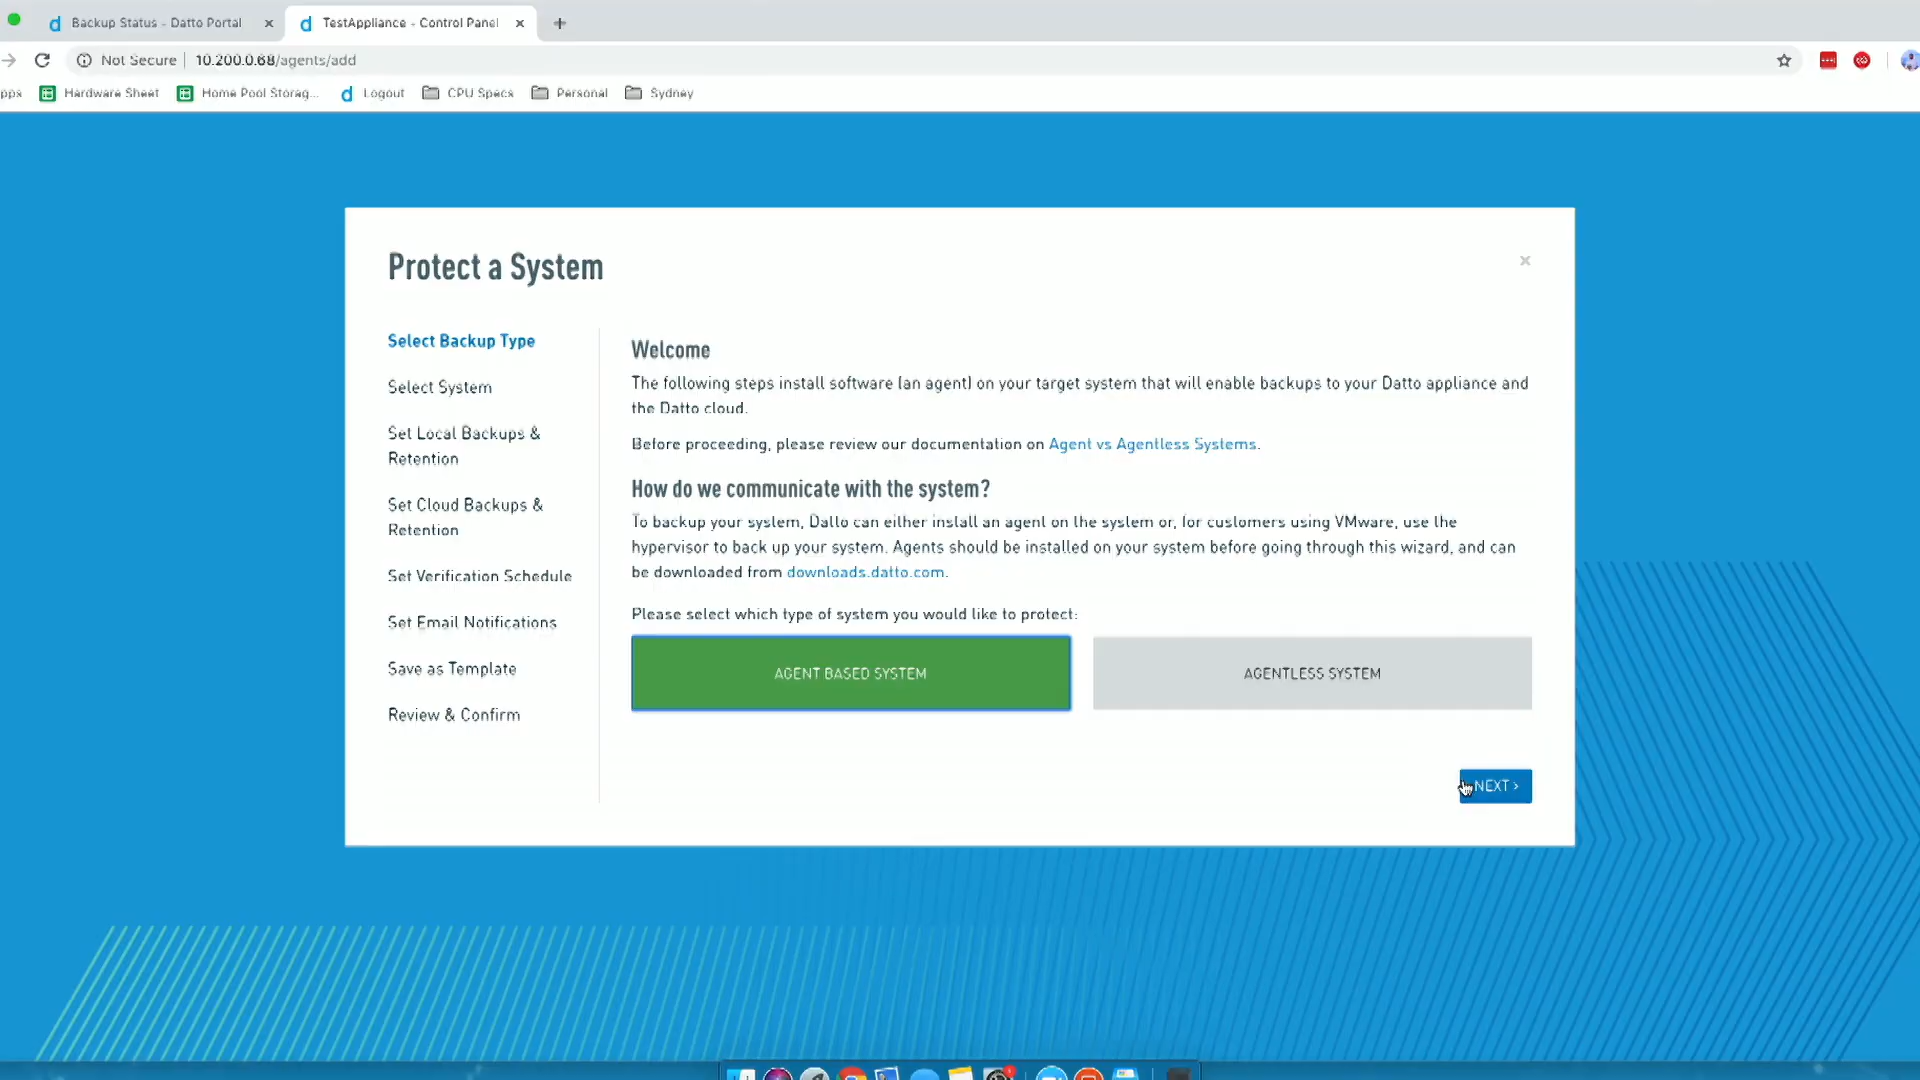 Backup Status - Datto Portal
TestAppliance - Control Panel
Not Secure | 10.200.0.68/agents/add
pps
Hardware Sheet
Home Pool Storag...
Logout
CPU Specs
Personal
Sydney
Protect a System
Select Backup Type
Select System
Set Local Backups &
Retention
Set Cloud Backups &
Retention
Set Verification Schedule
Set Email Notifications
Save as Template
Review & Confirm
Welcome
The following steps install software (an agent) on your target system that will enable backups to your Datto appliance and
the Datto cloud.
Before proceeding, please review our documentation on Agent vs Agentless Systems.
How do we communicate with the system?
To backup your system, Datto can either install an agent on the system or, for customers using VMware, use the
hypervisor to back up your system. Agents should be installed on your system before going through this wizard, and can
be downloaded from downloads.datto.com.
Please select which type of system you would like to protect:
AGENT BASED SYSTEM
AGENTLESS SYSTEM
NEXT >